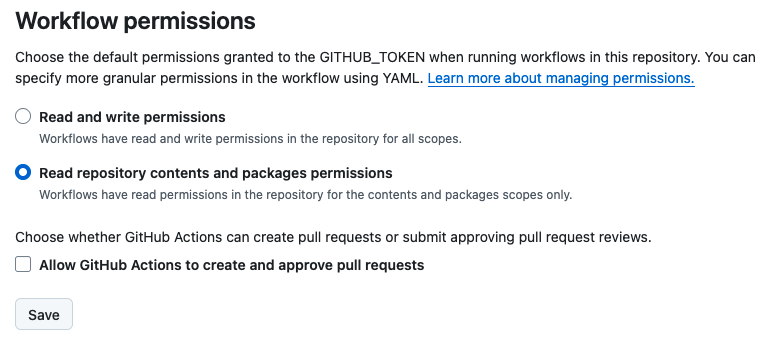 Workflow permissions
Choose the default permissions granted to the GITHUB_TOKEN when running workflows in this repository. You can
specify more granular permissions in the workflow using YAML. Learn more about managing permissions.
Read and write permissions
Workflows have read and write permissions in the repository for all scopes.
Read repository contents and packages permissions
Workflows have read permissions in the repository for the contents and packages scopes only.
Choose whether GitHub Actions can create pull requests or submit approving pull request reviews.
Allow GitHub Actions to create and approve pull requests
Save